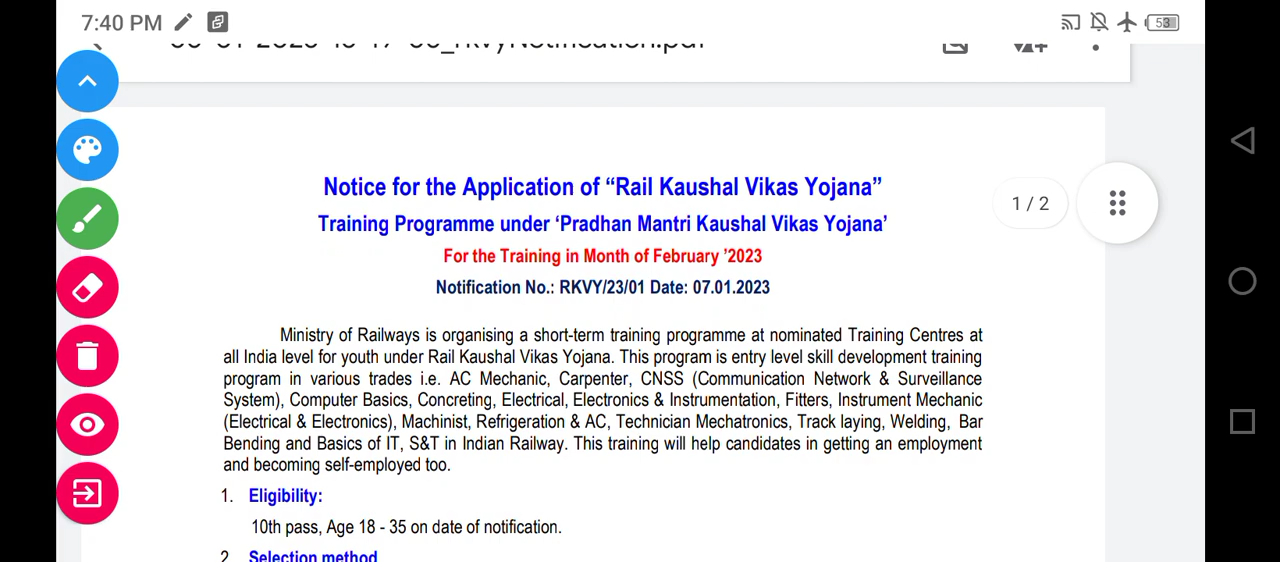 7:40 PM
53
Notice for the Application of “Rail Kaushal Vikas Yojana”
Training Programme under ‘Pradhan Mantri Kaushal Vikas Yojana’
1 / 2
For the Training in Month of February ’2023
Notification No.: RKVY/23/01 Date: 07.01.2023
Ministry of Railways is organising a short-term training programme at nominated Training Centres at
all India level for youth under Rail Kaushal Vikas Yojana. This program is entry level skill development training
program in various trades i.e. AC Mechanic, Carpenter, CNSS (Communication Network & Surveillance
System), Computer Basics, Concreting, Electrical, Electronics & Instrumentation, Fitters, Instrument Mechanic
(Electrical & Electronics), Machinist, Refrigeration & AC, Technician Mechatronics, Track laying, Welding, Bar
Bending and Basics of IT, S&T in Indian Railway. This training will help candidates in getting an employment
and becoming self-employed too.
1. Eligibility:
10th pass, Age 18 - 35 on date of notification.
2 Selection method